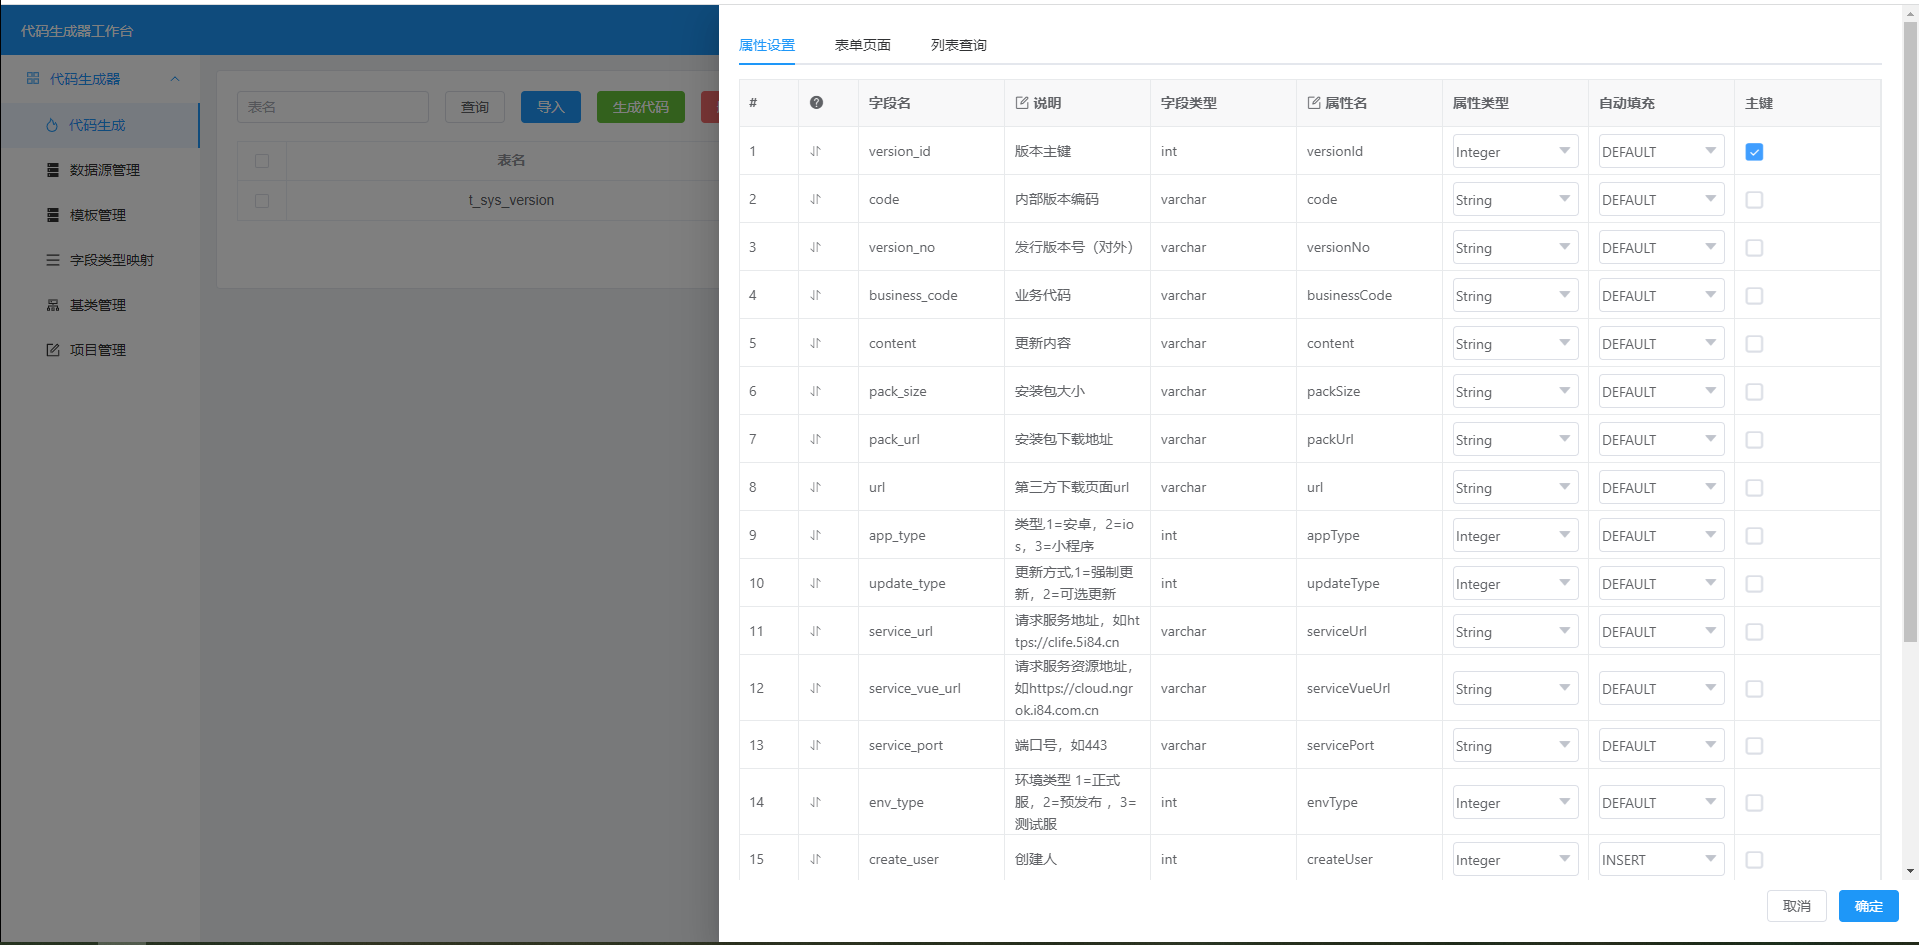 代码生成器工作台
代码生成器
代码生成
数据源管理
模板管理
字段类型映射
基类管理
项目管理
表名 查询 导入 生成代码
表名
t_sys_version
属性设置 表单页面 列表查询
# 字段名 说明 字段类型 属性名 属性类型 自动填充 主键
1 version_id 版本主键 int versionId Integer DEFAULT
2 code 内部版本编码 varchar code String DEFAULT
3 version_no 发行版本号（对外） varchar versionNo String DEFAULT
4 business_code 业务代码 varchar businessCode String DEFAULT
5 content 更新内容 varchar content String DEFAULT
6 pack_size 安装包大小 varchar packSize String DEFAULT
7 pack_url 安装包下载地址 varchar packUrl String DEFAULT
8 url 第三方下载页面url varchar url String DEFAULT
类型,1=安卓，2=io
9 app_type s，3=小程序 int appType Integer DEFAULT
更新方式,1=强制更
10 update_type 新，2=可选更新 int updateType Integer DEFAULT
请求服务地址，如ht
11 service_url tps://clife.5i84.cn varchar serviceUrl String DEFAULT
请求服务资源地址，
12 service_vue_url 如https://cloud.ngr varchar serviceVueUrl String DEFAULT
ok.i84.com.cn
13 service_port 端口号，如443 varchar servicePort String DEFAULT
环境类型 1=正式
14 env_type 服，2=预发布 ，3= int envType Integer DEFAULT
测试服
15 create_user 创建人 int createUser Integer INSERT
取消 确定